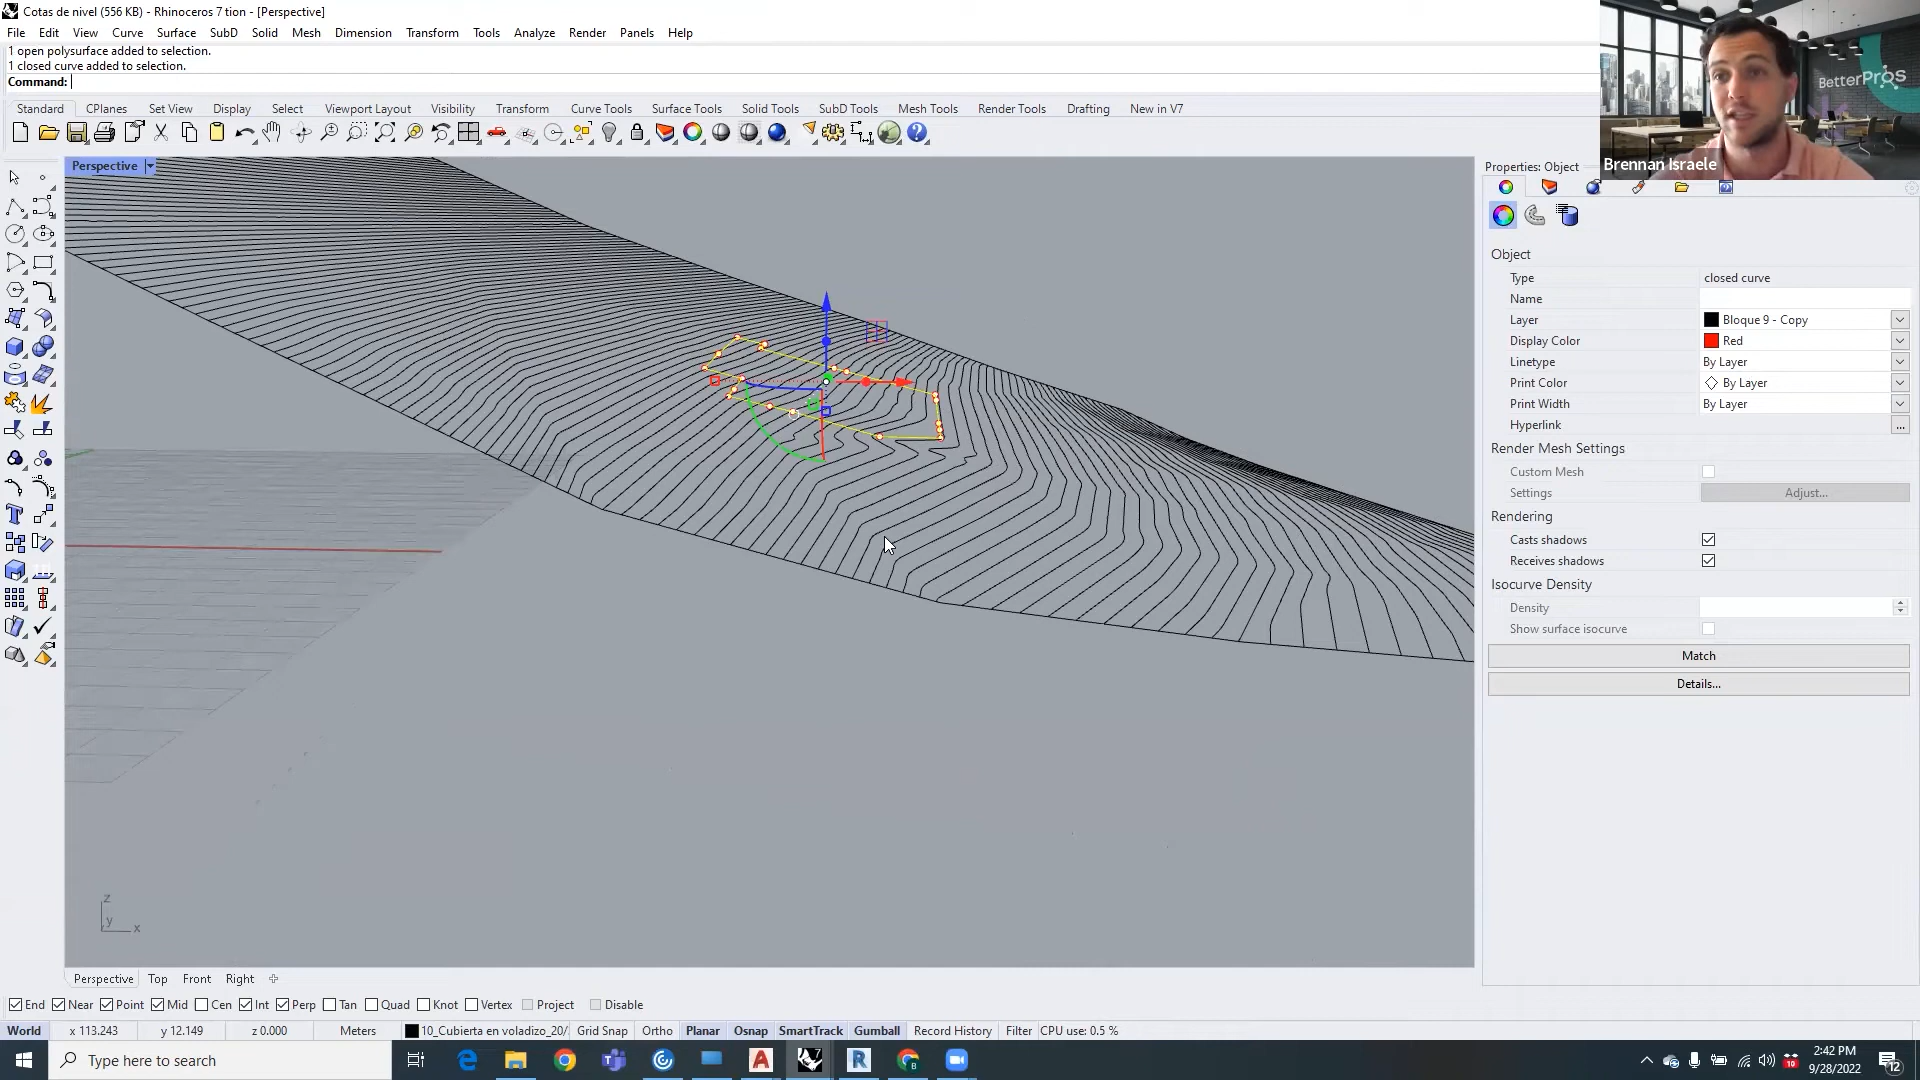 Cotas de nivel (556 KB) - Rhinoceros 7 tion - [Perspective]
File Edit View Curve Surface SubD Solid Mesh Dimension Transform Tools Analyze Render Panels Help
1 open polysurface added to selection.
1 closed curve added to selection.
Command:
Standard CPlanes Set View Display Select Viewport Layout Visibility Transform Curve Tools Surface Tools Solid Tools SubD Tools Mesh Tools Render Tools Drafting New in V7
BetterPros
Brennan Israele
Perspective
Properties: Object
Object
Type closed curve
Name
Layer Bloque 9 - Copy
Display Color Red
Linetype By Layer
Print Color By Layer
Print Width By Layer
Hyperlink ...
Render Mesh Settings
Custom Mesh
Settings Adjust...
Rendering
Casts shadows
Receives shadows
Isocurve Density
Density
Show surface isocurve
Match
Details...
z
y x
Perspective Top Front Right
End Near Point Mid Cen Int Perp Tan Quad Knot Vertex Project Disable
World x 113.243 y 12.149 z 0.000 Meters 10_Cubierta en voladizo_20/ Grid Snap Ortho Planar Osnap SmartTrack Gumball Record History Filter CPU use: 0.5 %
Type here to search
2:42 PM
9/28/2022
12